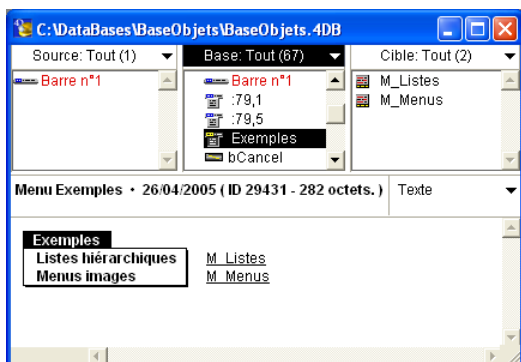 C:\DataBases\BaseObjets\BaseObjets.4DB
Source: Tout (1) Base: Tout (67) Cible: Tout (2)
Barre n°1 Barre n°1 M_Listes
:79,1 M_Menus
:79,5
Exemples
bCancel
Menu Exemples • 26/04/2005 ( ID 29431 - 282 octets. ) Texte
Exemples
Listes hiérarchiques M_Listes
Menus images M_Menus